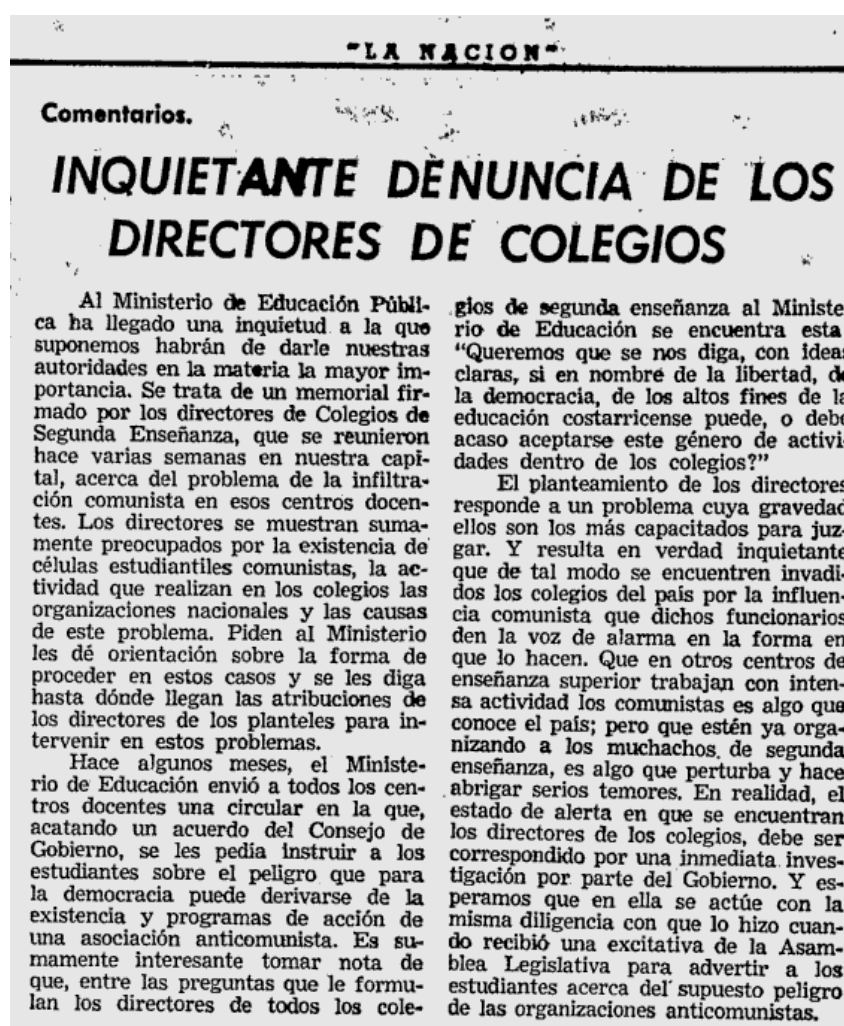 "LA NACION"
Comentarios.
INQUIETANTE DENUNCIA DE LOS
DIRECTORES DE COLEGIOS
Al Ministerio de Educación Públi-
ca ha llegado una inquietud a la que
suponemos habrán de darle nuestras
autoridades en la materia la mayor im-
portancia. Se trata de un memorial fir-
mado por los directores de Colegios de
Segunda Enseñanza, que se reunieron
hace varias semanas en nuestra capi-
tal, acerca del problema de la infiltra-
ción comunista en esos centros docen-
tes. Los directores se muestran suma-
mente preocupados por la existencia de
células estudiantiles comunistas, la ac-
tividad que realizan en los colegios las
organizaciones nacionales y las causas
de este problema. Piden al Ministerio
les dé orientación sobre la forma de
proceder en estos casos y se les diga
hasta dónde llegan las atribuciones de
los directores de los planteles para in-
tervenir en estos problemas.
Hace algunos meses, el Ministe-
rio de Educación envió a todos los cen-
tros docentes una circular en la que,
acatando un acuerdo del Consejo de
Gobierno, se les pedía instruir a los
estudiantes sobre el peligro que para
la democracia puede derivarse de la
existencia y programas de acción de
una asociación anticomunista. Es su-
mamente interesante tomar nota de
que, entre las preguntas que le formu-
lan los directores de todos los cole-
gios de segunda enseñanza al Ministe
rio de Educación se encuentra esta
"Queremos que se nos diga, con ideas
claras, si en nombre de la libertad, de
la democracia, de los altos fines de la
educación costarricense puede, o debe
acaso aceptarse este género de activi-
dades dentro de los colegios?"
El planteamiento de los directores
responde a un problema cuya gravedad
ellos son los más capacitados para juz-
gar. Y resulta en verdad inquietante
que de tal modo se encuentren invadi-
dos los colegios del país por la influen-
cia comunista que dichos funcionarios
den la voz de alarma en la forma en
que lo hacen. Que en otros centros de
enseñanza superior trabajan con inten-
sa actividad los comunistas es algo que
conoce el país; pero que estén ya orga-
nizando a los muchachos de segunda
enseñanza, es algo que perturba y hace
abrigar serios temores. En realidad, el
estado de alerta en que se encuentran
los directores de los colegios, debe ser
correspondido por una inmediata inves-
tigación por parte del Gobierno. Y es-
peramos que en ella se actúe con la
misma diligencia con que lo hizo cuan-
do recibió una excitativa de la Asam-
blea Legislativa para advertir a los
estudiantes acerca del supuesto peligro
de las organizaciones anticomunistas.